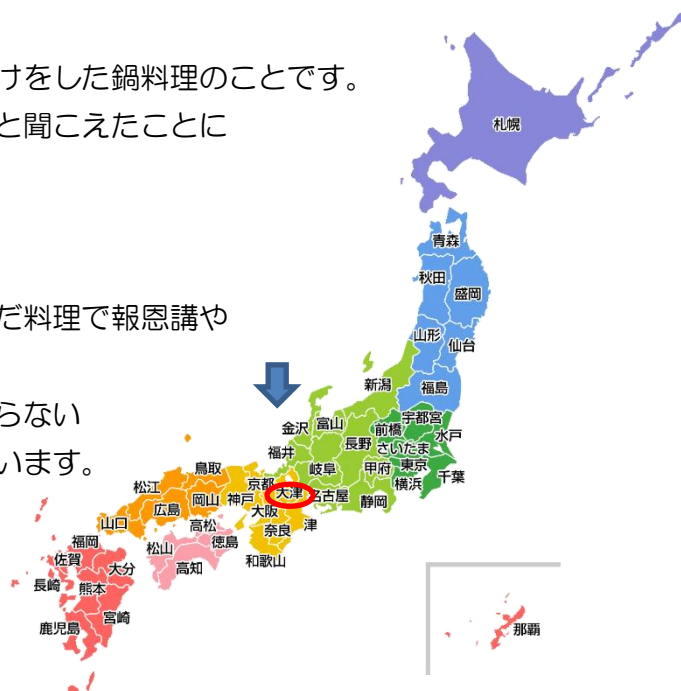 けをした鍋料理のことです。
と聞こえたことに
だ料理で報恩講や
らない
います。
札幌
青森
秋田
盛岡
山形
仙台
新潟
福島
金沢
富山
前橋
宇都宮
水戸
福井
長野
さいたま
岐阜
甲府
東京
千葉
横浜
静岡
名古屋
津
鳥取
京都
大津
松江
岡山
神戸
大阪
広島
奈良
山口
高松
和歌山
松山
徳島
高知
福岡
佐賀
大分
長崎
熊本
宮崎
鹿児島
那覇